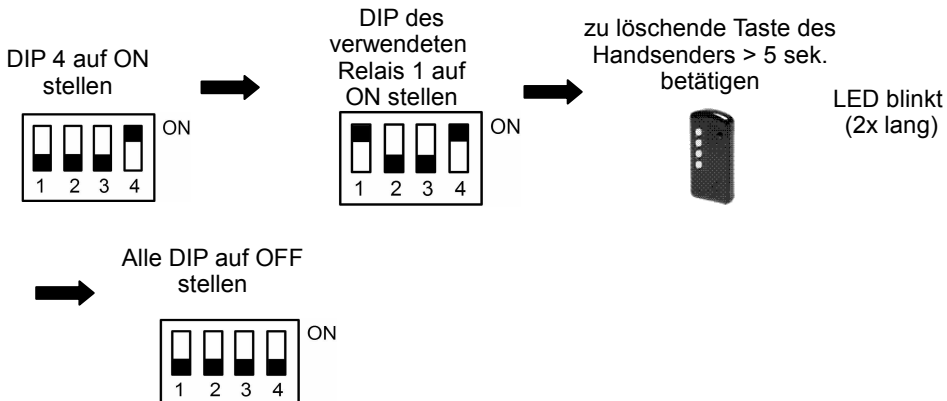 DIP 4 auf ON
stellen
ON
1 2 3 4
DIP des
verwendeten
Relais 1 auf
ON stellen
ON
1 2 3 4
zu löschende Taste des
Handsenders > 5 sek.
betätigen
LED blinkt
(2x lang)
Alle DIP auf OFF
stellen
ON
1 2 3 4